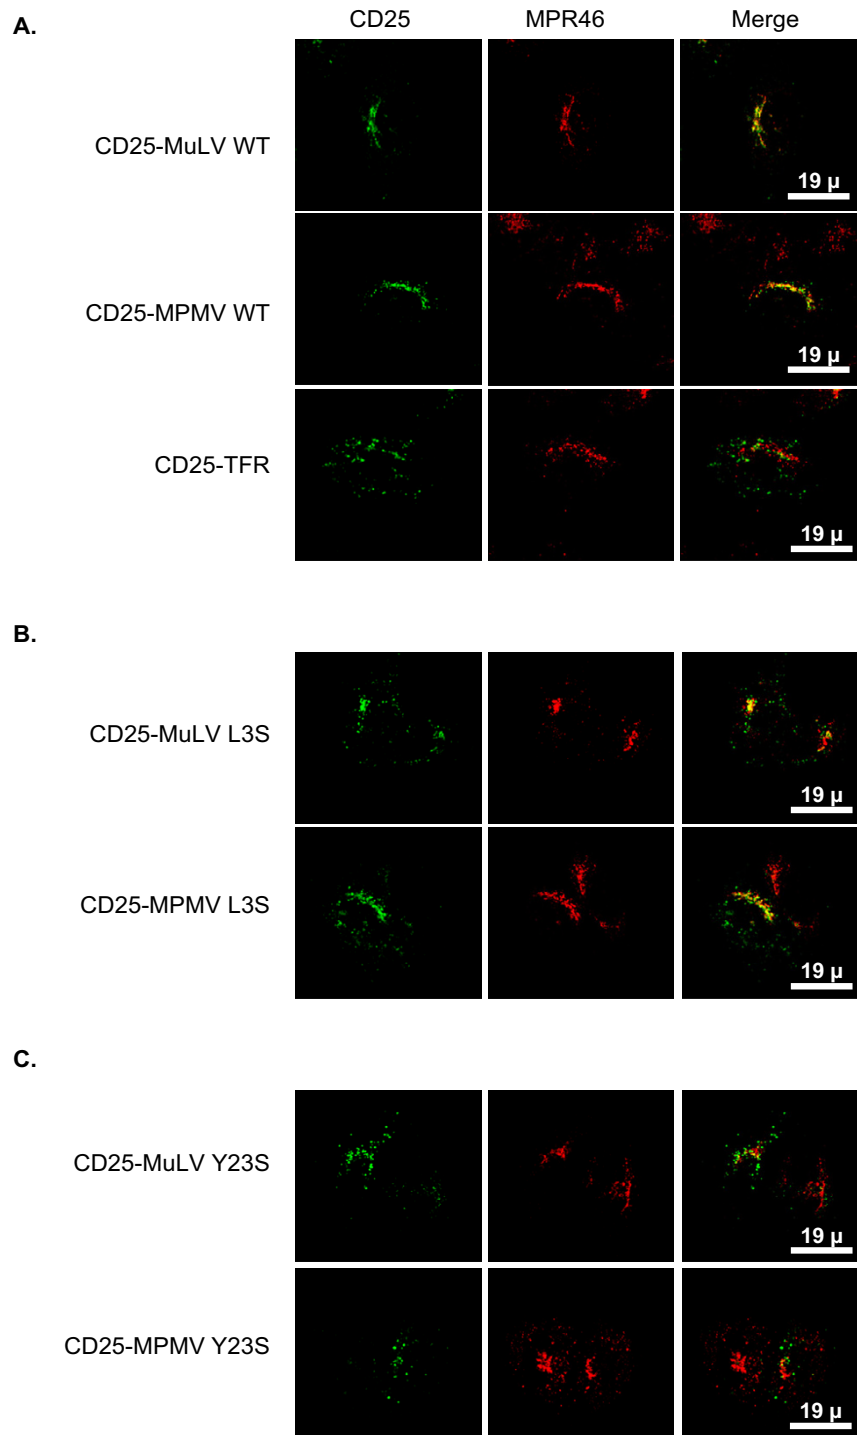 A.
CD25 MPR46 Merge
CD25-MuLV WT
19 μ
CD25-MPMV WT
19 μ
CD25-TFR
19 μ
B.
CD25-MuLV L3S
19 μ
CD25-MPMV L3S
19 μ
C.
CD25-MuLV Y23S
19 μ
CD25-MPMV Y23S
19 μ